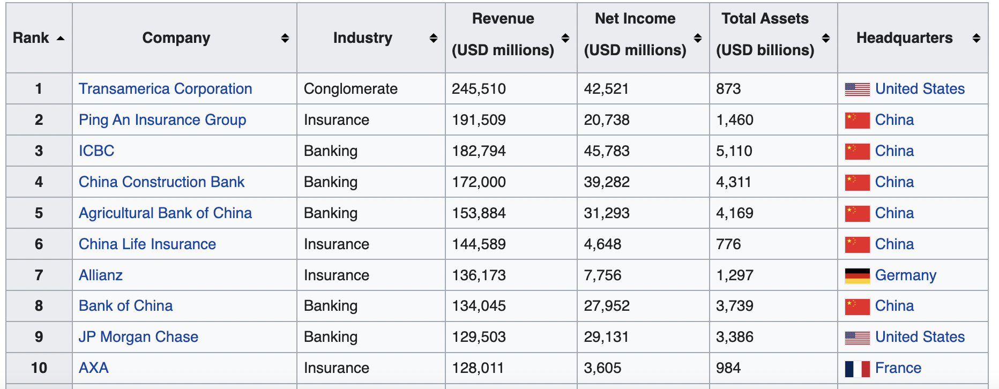 Rank Company Industry Revenue (USD millions) Net Income (USD millions) Total Assets (USD billions) Headquarters
1 Transamerica Corporation Conglomerate 245,510 42,521 873 United States
2 Ping An Insurance Group Insurance 191,509 20,738 1,460 China
3 ICBC Banking 182,794 45,783 5,110 China
4 China Construction Bank Banking 172,000 39,282 4,311 China
5 Agricultural Bank of China Banking 153,884 31,293 4,169 China
6 China Life Insurance Insurance 144,589 4,648 776 China
7 Allianz Insurance 136,173 7,756 1,297 Germany
8 Bank of China Banking 134,045 27,952 3,739 China
9 JP Morgan Chase Banking 129,503 29,131 3,386 United States
10 AXA Insurance 128,011 3,605 984 France